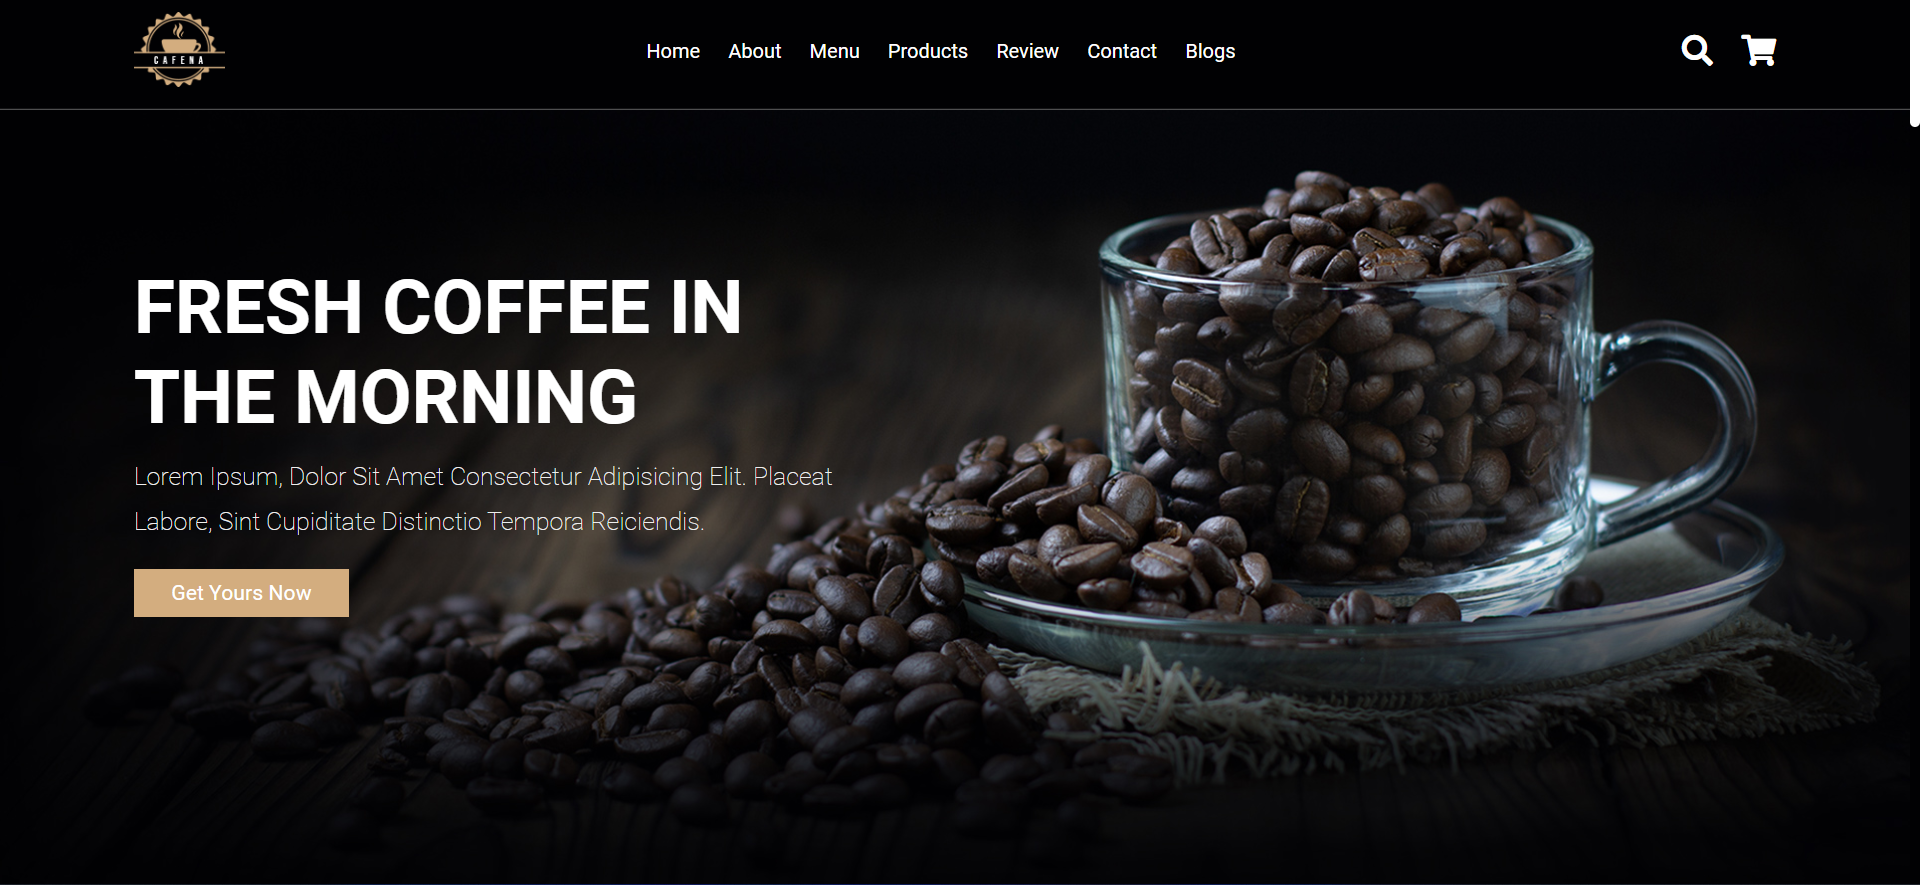 CAFENA
Home About Menu Products Review Contact Blogs
FRESH COFFEE IN
THE MORNING
Lorem Ipsum, Dolor Sit Amet Consectetur Adipisicing Elit. Placeat
Labore, Sint Cupiditate Distinctio Tempora Reiciendis.
Get Yours Now